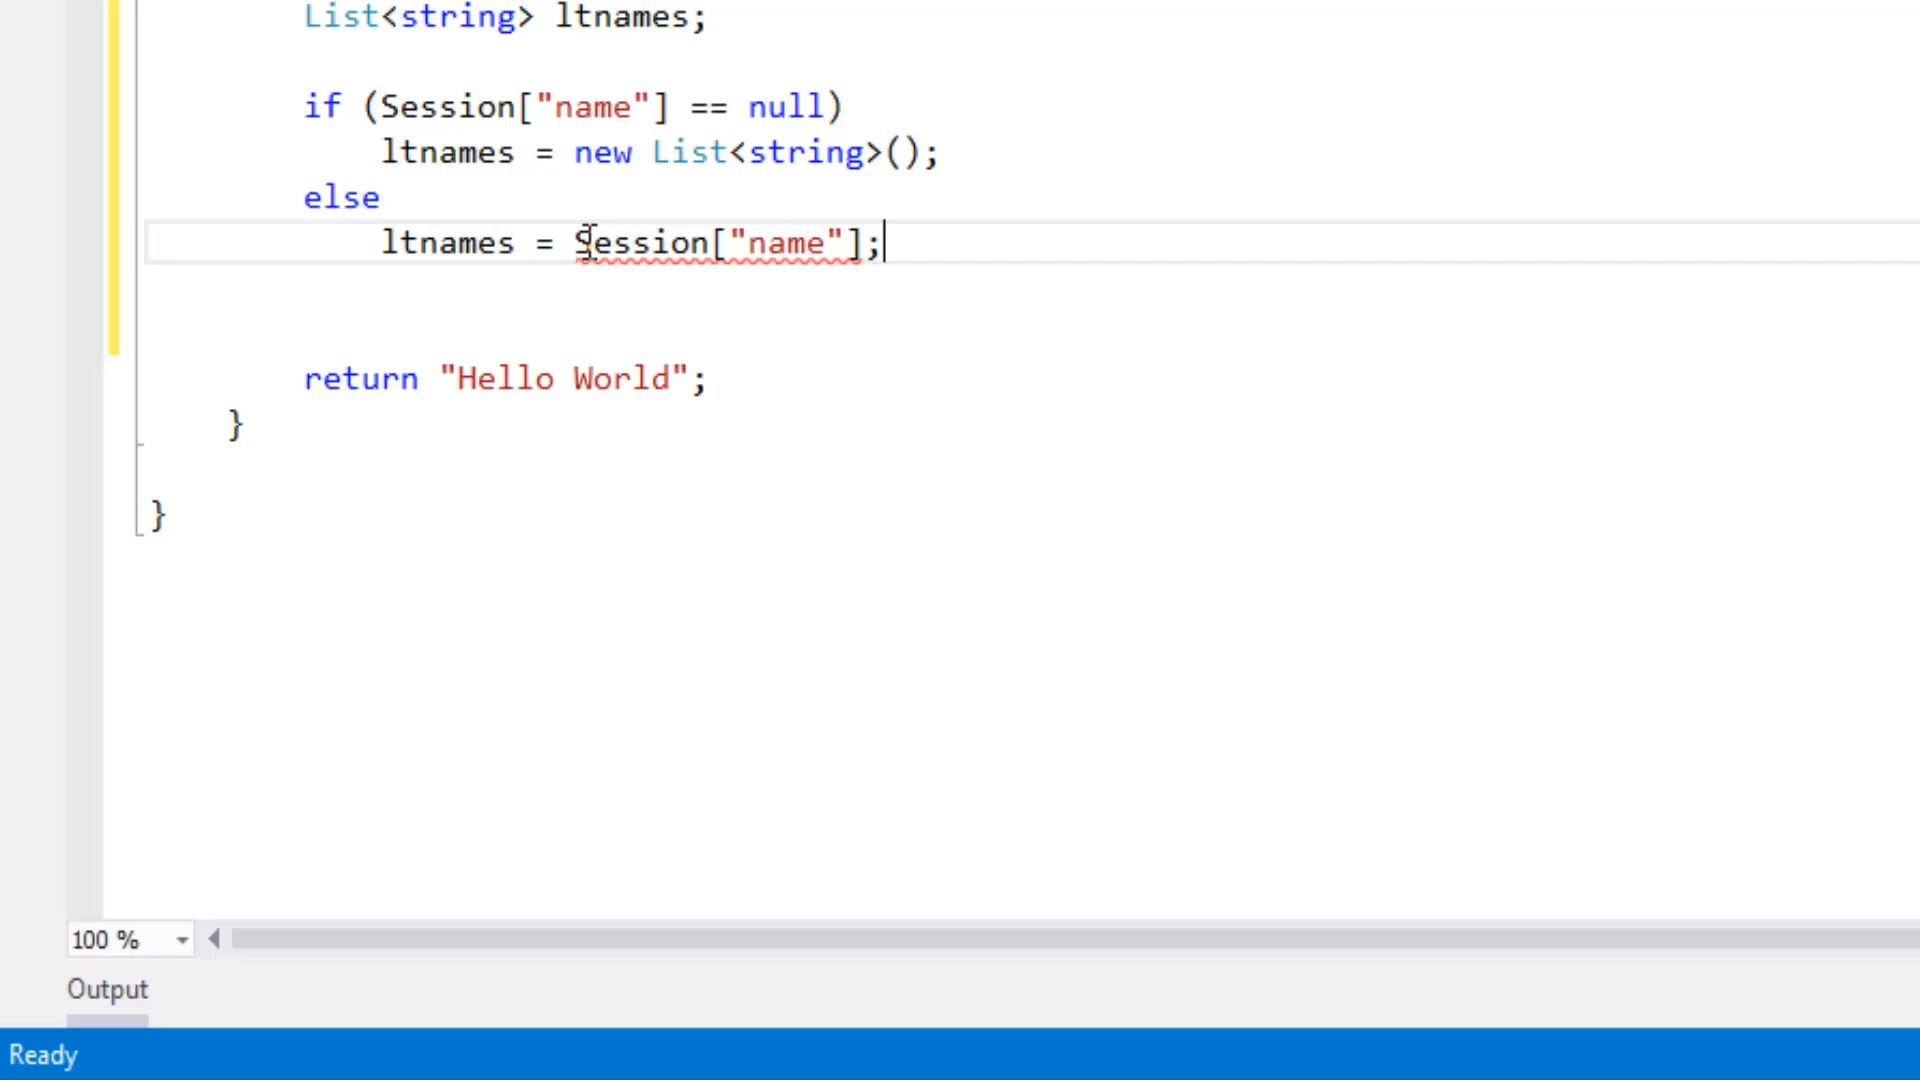 List<string> ltnames;
if (Session["name"] == null)
ltnames = new List<string>();
else
ltnames = Session["name"];
return "Hello World";
}
}
100 %
Output
Ready